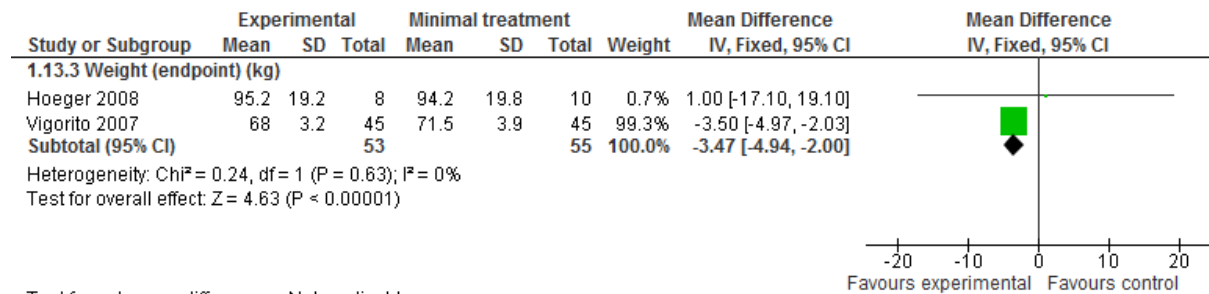 Experimental Minimal treatment Mean Difference Mean Difference
Study or Subgroup Mean SD Total Mean SD Total Weight IV, Fixed, 95% CI IV, Fixed, 95% CI
1.13.3 Weight (endpoint) (kg)
Hoeger 2008 95.2 19.2 8 94.2 19.8 10 0.7% 1.00 [-17.10, 19.10]
Vigorito 2007 68 3.2 45 71.5 3.9 45 99.3% -3.50 [-4.97, -2.03]
Subtotal (95% CI) 53 55 100.0% -3.47 [-4.94, -2.00]
Heterogeneity: Chi² = 0.24, df = 1 (P = 0.63); I² = 0%
Test for overall effect: Z = 4.63 (P < 0.00001)
-20 -10 0 10 20
Favours experimental Favours control